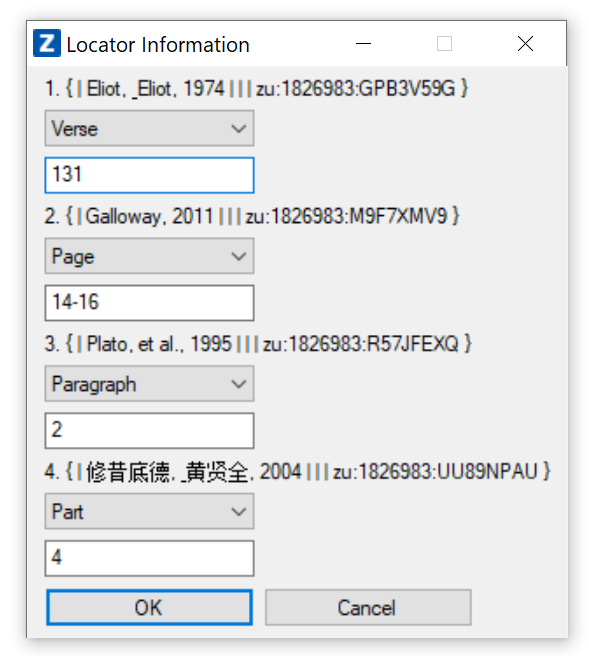 Z Locator Information
1. { | Eliot, _Eliot, 1974 | | | zu:1826983:GPB3V59G }
Verse
131
2. { | Galloway, 2011 | | | zu:1826983:M9F7XMV9 }
Page
14-16
3. { | Plato, et al., 1995 | | | zu:1826983:R57JFEXQ }
Paragraph
2
4. { | 修昔底德, _黄贤全, 2004 | | | zu:1826983:UU89NPAU }
Part
4
OK Cancel